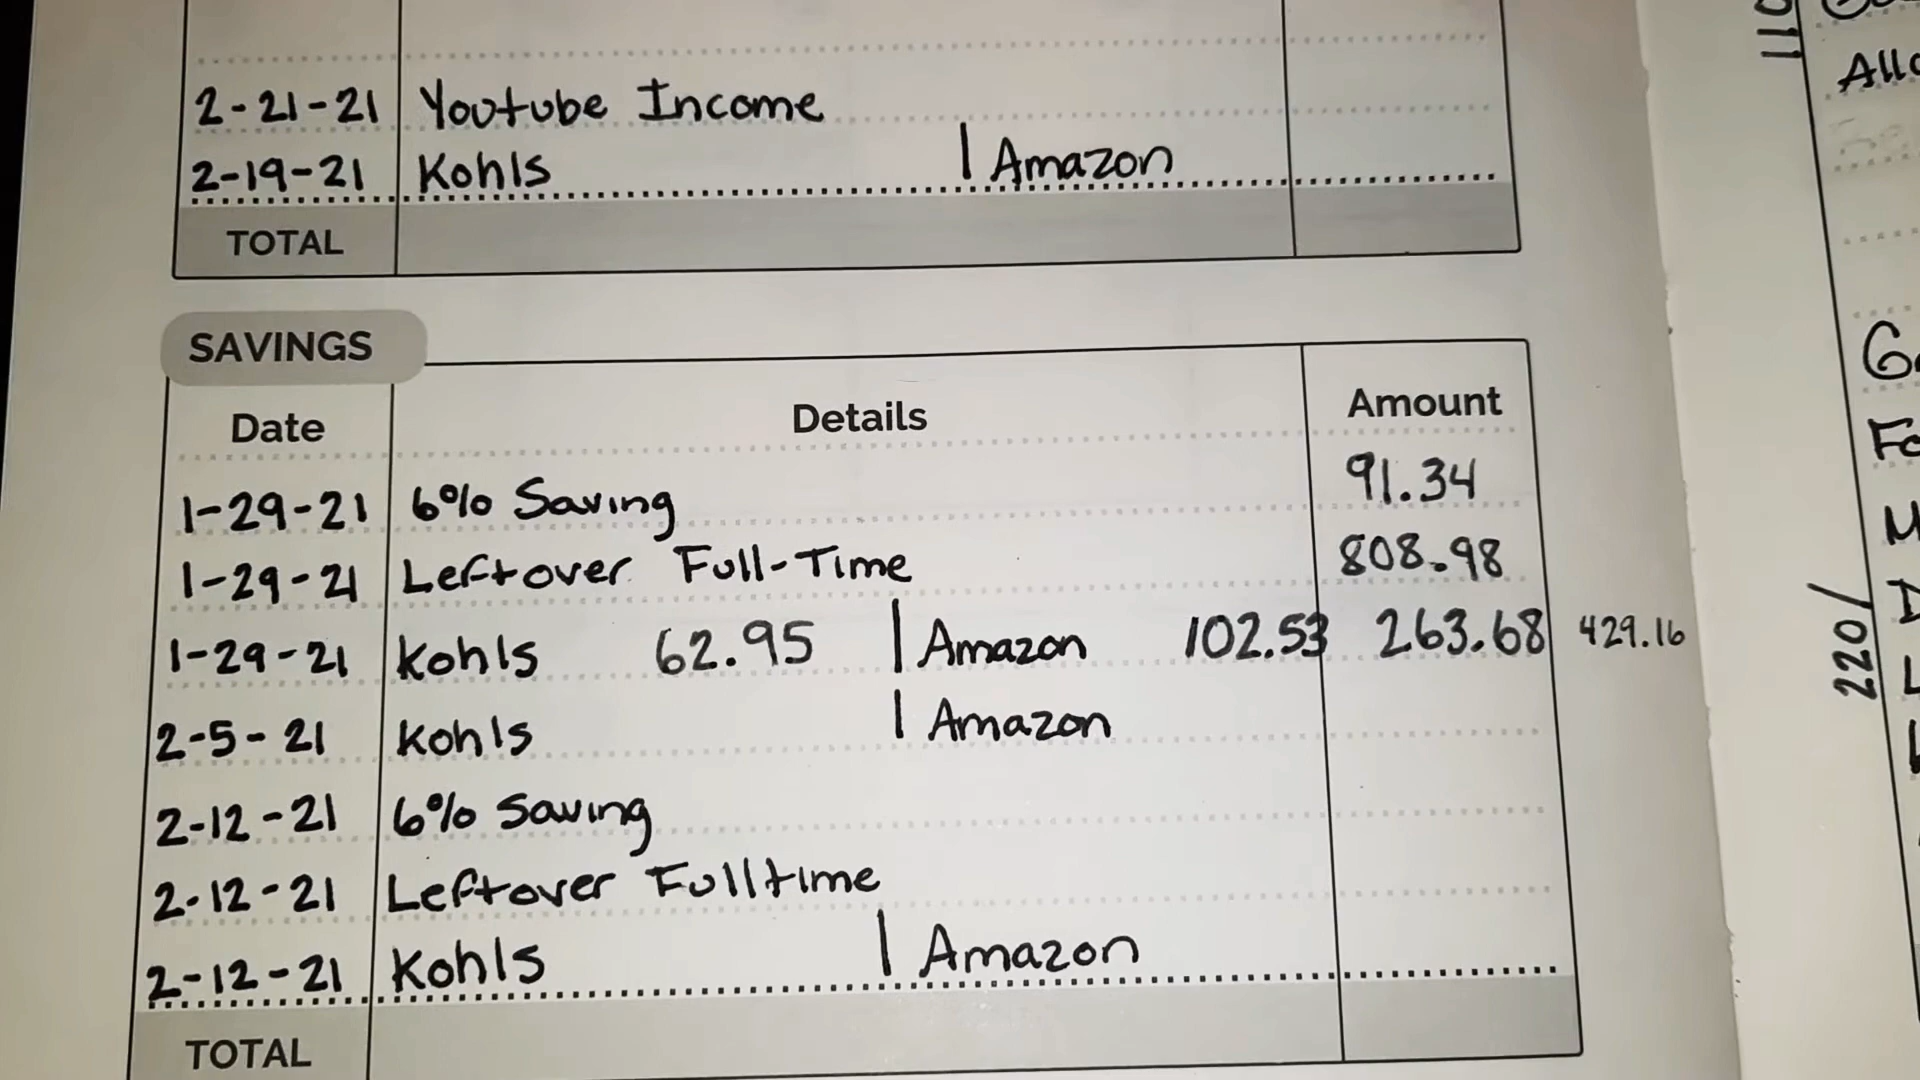 2-21-21 Youtube Income
2-19-21 Kohls | Amazon
TOTAL
SAVINGS
Date Details Amount
1-29-21 6% Saving 91.34
1-29-21 Leftover Full-Time 808.98
1-29-21 Kohls 62.95 | Amazon 102.53 263.68 429.16
2-5-21 Kohls | Amazon
2-12-21 6% Saving
2-12-21 Leftover Fulltime
2-12-21 Kohls | Amazon
TOTAL
220/